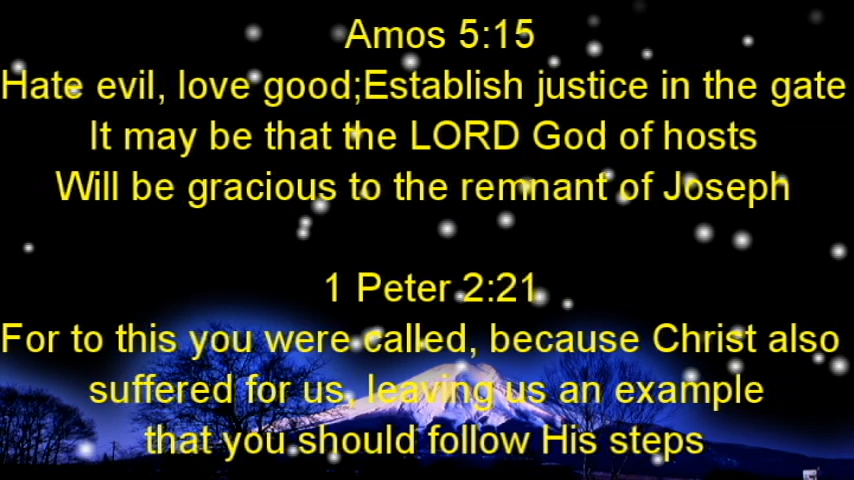 Amos 5:15
Hate evil, love good;Establish justice in the gate
It may be that the LORD God of hosts
Will be gracious to the remnant of Joseph
1 Peter 2:21
For to this you were called, because Christ also
suffered for us, leaving us an example
that you should follow His steps